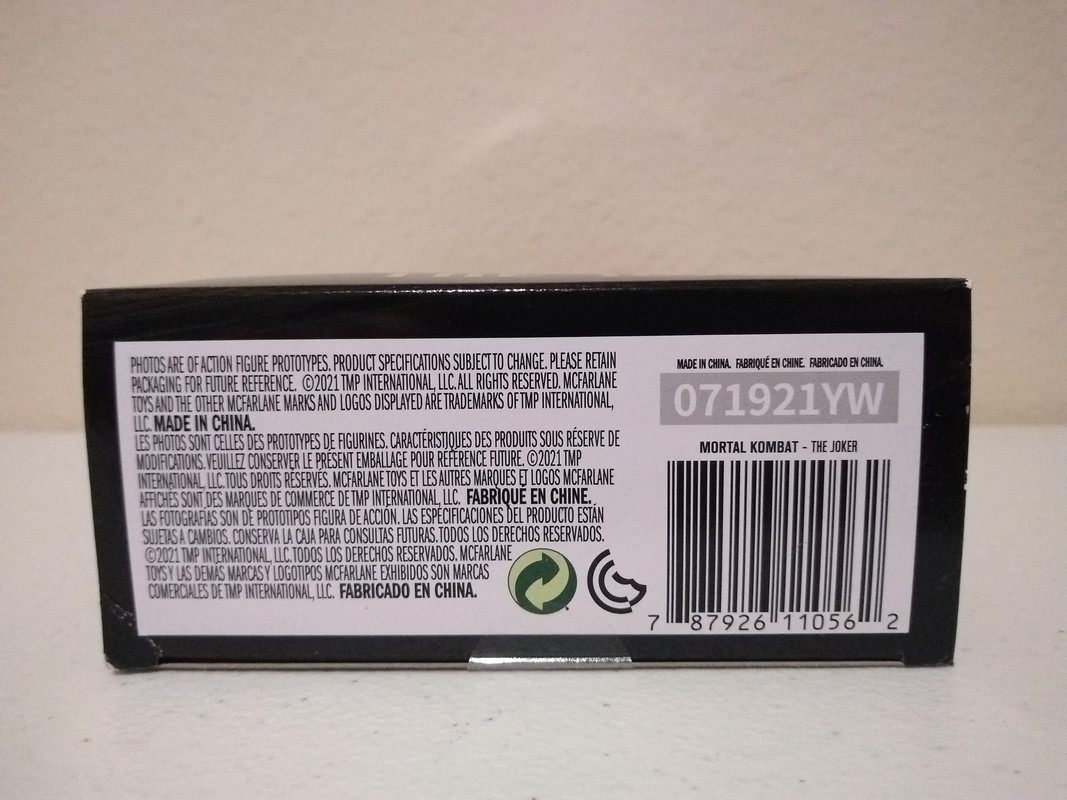 PHOTOS ARE OF ACTION FIGURE PROTOTYPES. PRODUCT SPECIFICATIONS SUBJECT TO CHANGE. PLEASE RETAIN
PACKAGING FOR FUTURE REFERENCE. ©2021 TMP INTERNATIONAL, LLC. ALL RIGHTS RESERVED. MCFARLANE
TOYS AND THE OTHER MCFARLANE MARKS AND LOGOS DISPLAYED ARE TRADEMARKS OF TMP INTERNATIONAL,
LLC. MADE IN CHINA.
LES PHOTOS SONT CELLES DES PROTOTYPES DE FIGURINES. CARACTÉRISTIQUES DES PRODUITS SOUS RÉSERVE DE
MODIFICATIONS. VEUILLEZ CONSERVER LE PRÉSENT EMBALLAGE POUR RÉFÉRENCE FUTURE. ©2021 TMP
INTERNATIONAL, LLC. TOUS DROITS RÉSERVÉS. MCFARLANE TOYS ET LES AUTRES MARQUES ET LOGOS MCFARLANE
AFFICHÉS SONT DES MARQUES DE COMMERCE DE TMP INTERNATIONAL, LLC. FABRIQUÉ EN CHINE.
LAS FOTOGRAFÍAS SON DE PROTOTIPOS FIGURA DE ACCIÓN. LAS ESPECIFICACIONES DEL PRODUCTO ESTÁN
SUJETAS A CAMBIOS. CONSERVA LA CAJA PARA CONSULTAS FUTURAS. TODOS LOS DERECHOS RESERVADOS.
©2021 TMP INTERNATIONAL, LLC. TODOS LOS DERECHOS RESERVADOS. MCFARLANE
TOYS Y LAS DEMÁS MARCAS Y LOGOTIPOS MCFARLANE EXHIBIDOS SON MARCAS
COMERCIALES DE TMP INTERNATIONAL, LLC. FABRICADO EN CHINA.
MADE IN CHINA. FABRIQUÉ EN CHINE. FABRICADO EN CHINA.
071921YW
MORTAL KOMBAT - THE JOKER
7 87926 11056 2